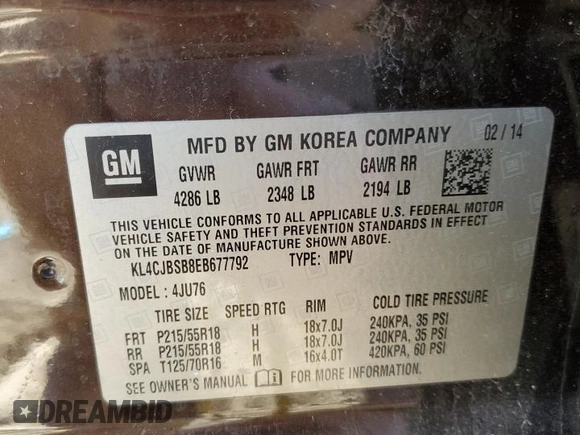 GM
MFD BY GM KOREA COMPANY 02/14
GVWR GAWR FRT GAWR RR
4286 LB 2348 LB 2194 LB
THIS VEHICLE CONFORMS TO ALL APPLICABLE U.S. FEDERAL MOTOR
VEHICLE SAFETY AND THEFT PREVENTION STANDARDS IN EFFECT
ON THE DATE OF MANUFACTURE SHOWN ABOVE.
KL4CJBSB8EB677792 TYPE: MPV
MODEL: 4JU76
TIRE SIZE SPEED RTG RIM COLD TIRE PRESSURE
FRT P215/55R18 H 18x7.0J 240KPA, 35 PSI
RR P215/55R18 H 18x7.0J 240KPA, 35 PSI
SPA T125/70R16 M 16x4.0T 420KPA, 60 PSI
SEE OWNER'S MANUAL FOR MORE INFORMATION.
DREAMBID